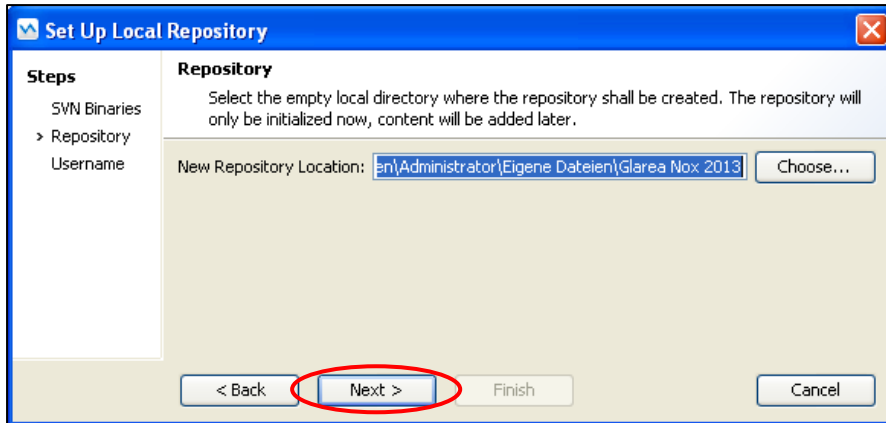 Set Up Local Repository
Steps
SVN Binaries
> Repository
Username
Repository
Select the empty local directory where the repository shall be created. The repository will
only be initialized now, content will be added later.
New Repository Location: en\Administrator\Eigene Dateien\Glarea Nox 2013 Choose...
< Back Next > Finish Cancel